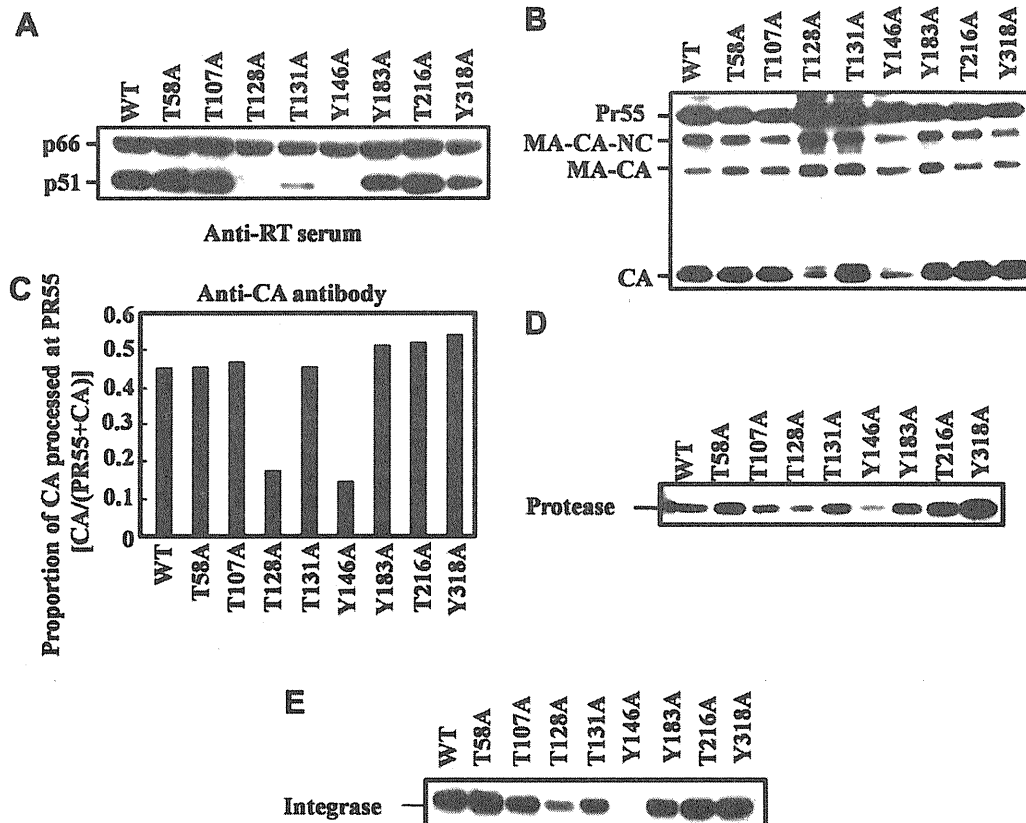 A
WT T58A T107A T128A T131A Y146A Y183A T216A Y318A
p66
p51
Anti-RT serum
B
WT T58A T107A T128A T131A Y146A Y183A T216A Y318A
Pr55
MA-CA-NC
MA-CA
CA
Anti-CA antibody
C
Proportion of CA processed at PR55
[CA/(PR55+CA)]
0.6
0.5
0.4
0.3
0.2
0.1
0
WT T58A T107A T128A T131A Y146A Y183A T216A Y318A
D
WT T58A T107A T128A T131A Y146A Y183A T216A Y318A
Protease
E
WT T58A T107A T128A T131A Y146A Y183A T216A Y318A
Integrase